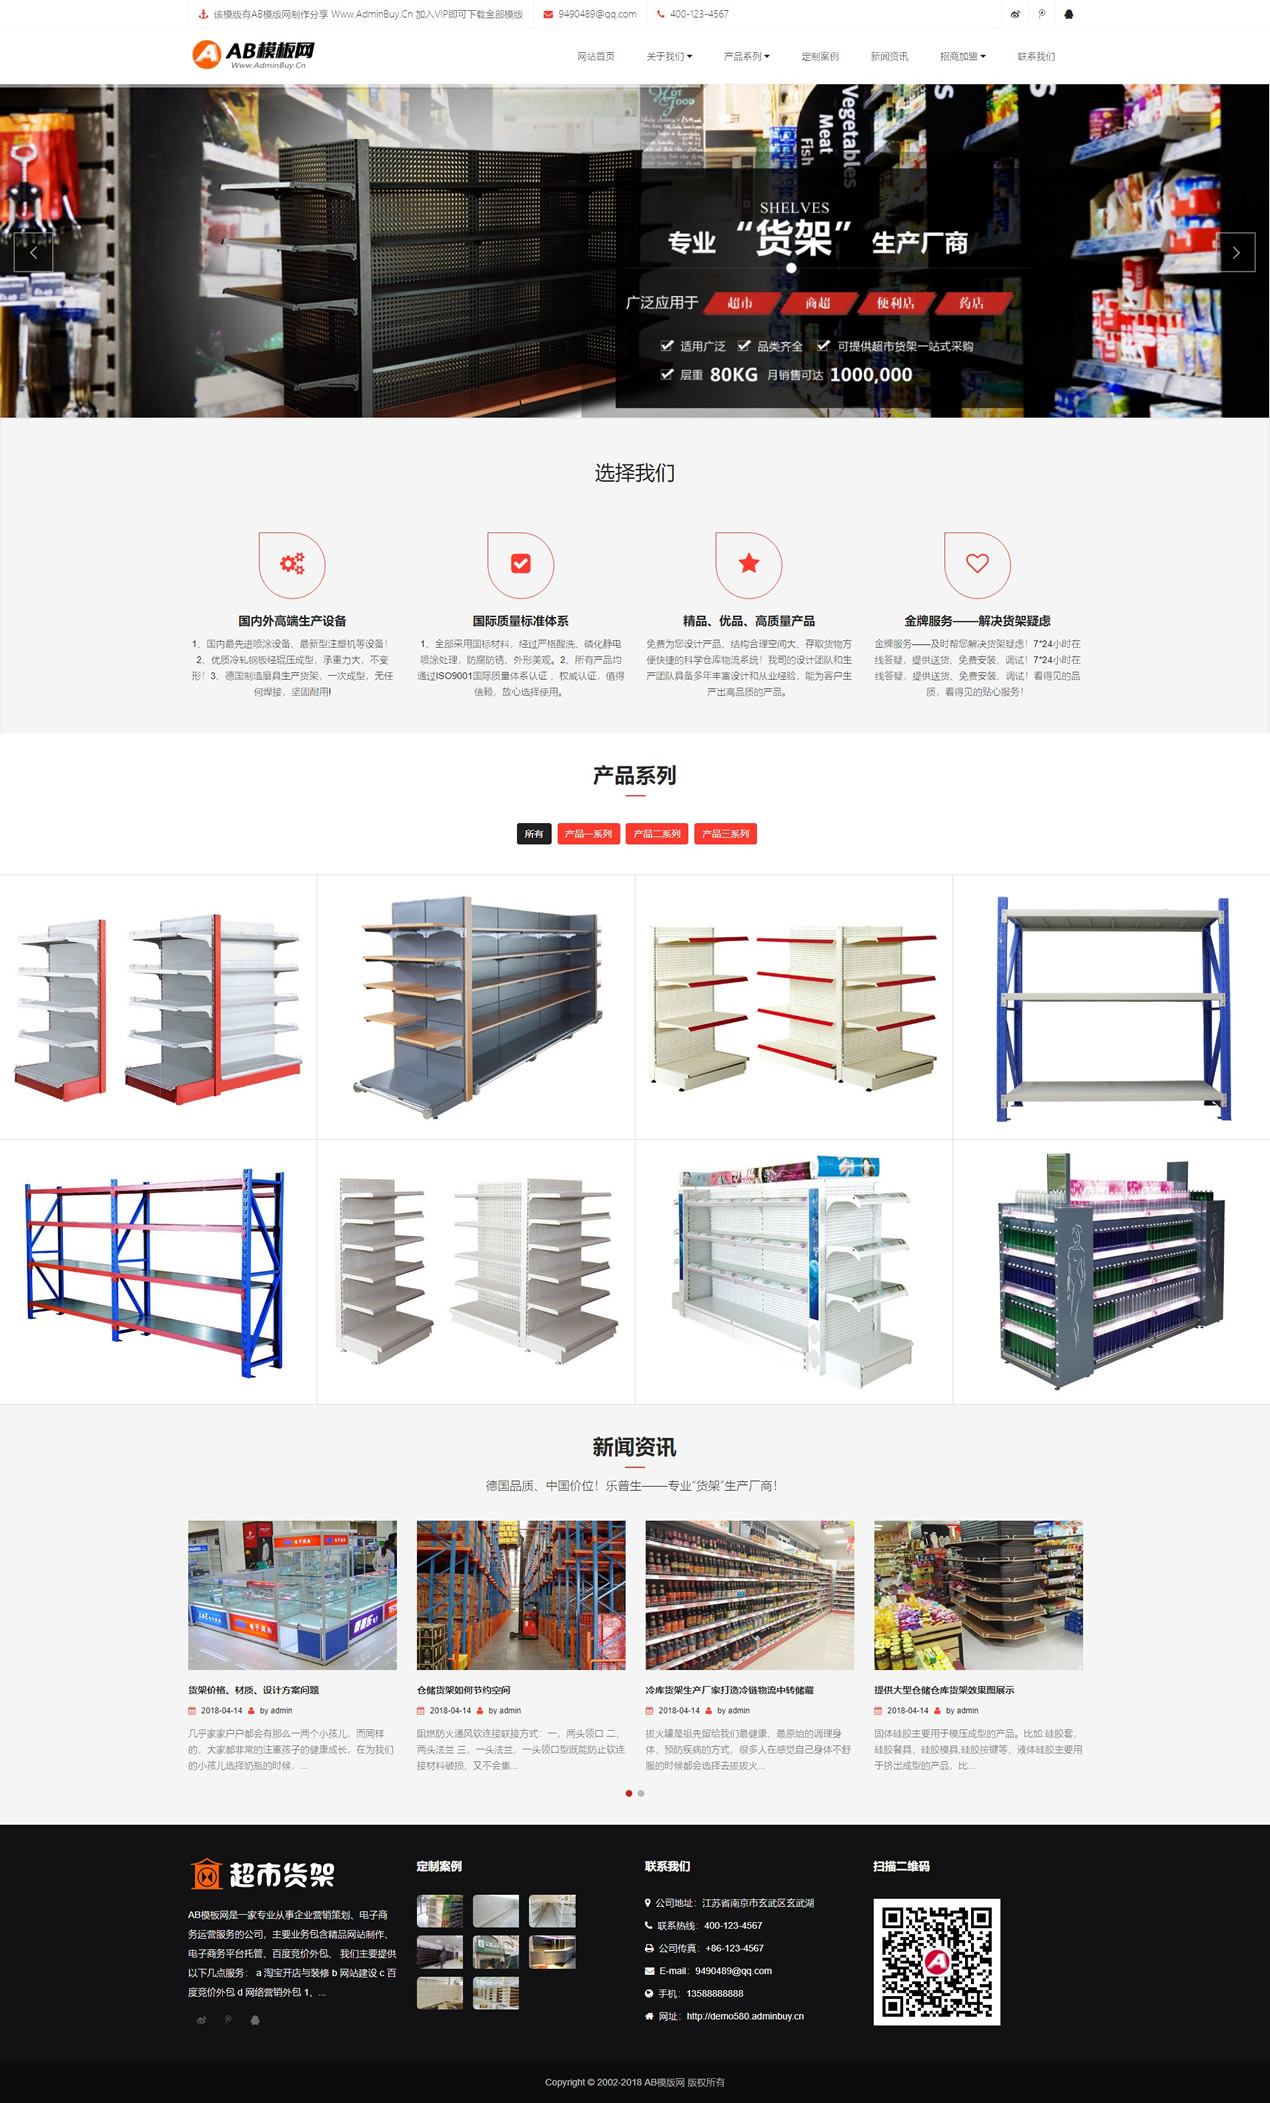 该模版有AB模版网制作分享 Www.AdminBuy.Cn 加入VIP即可下载全部模版
9490489@qq.com
400-123-4567
AB模板网
Www.AdminBuy.Cn
网站首页
关于我们
产品系列
定制案例
新闻资讯
招商加盟
联系我们
HOT FOOD
Vegetables
Meat
Fish
SHELVES
专业 “货架” 生产厂商
广泛应用于 超市 商超 便利店 药店
适用广泛 品类齐全 可提供超市货架一站式采购
层重 80KG 月销售可达 1000,000
选择我们
国内外高端生产设备
1、国内最先进喷涂设备、最新型注塑机等设备!
2、优质冷轧钢板经辊压成型，承重力大，不变
形！3、德国制造磨具生产货架，一次成型，无任
何焊接，坚固耐用!
国际质量标准体系
1、全部采用国标材料，经过严格酸洗、磷化静电
喷涂处理，防腐防锈、外形美观。2、所有产品均
通过ISO9001国际质量体系认证 ，权威认证，值得
信赖，放心选择使用。
精品、优品、高质量产品
免费为您设计产品、结构合理空间大、存取货物方
便快捷的科学仓库物流系统！我司的设计团队和生
产团队具备多年丰富设计和从业经验，能为客户生
产出高品质的产品。
金牌服务——解决货架疑虑
金牌服务——及时帮您解决货架疑虑！7*24小时在
线答疑，提供送货、免费安装、调试！7*24小时在
线答疑，提供送货、免费安装、调试！看得见的品
质，看得见的贴心服务！
产品系列
所有
产品一系列
产品二系列
产品三系列
新闻资讯
德国品质、中国价位！乐普生——专业“货架”生产厂商！
货架价格、材质、设计方案问题
2018-04-14 by admin
几乎家家户户都会有那么一两个小孩儿，而同样
的，大家都非常的注重孩子的健康成长，在为我们
的小孩儿选择奶瓶的时候，...
仓储货架如何节约空间
2018-04-14 by admin
阻燃防火通风软连接联接方式：一，两头领口 二，
两头法兰 三，一头法兰，一头领口型既能防止软连
接材料破损，又不会集...
冷库货架生产厂家打造冷链物流中转储藏
2018-04-14 by admin
拔火罐是祖先留给我们最健康、最原始的调理身
体，预防疾病的方式，很多人在感觉自己身体不舒
服的时候都会选择去拔拔火...
提供大型仓储仓库货架效果图展示
2018-04-14 by admin
固体硅胶主要用于模压成型的产品。比如:硅胶套，
硅胶餐具，硅胶模具,硅胶按键等，液体硅胶主要用
于挤出成型的产品，比...
超市货架
AB模板网是一家专业从事企业营销策划、电子商
务运营服务的公司，主要业务包含精品网站制作、
电子商务平台托管、百度竞价外包、 我们主要提供
以下几点服务： a 淘宝开店与装修 b 网站建设 c 百
度竞价外包 d 网络营销外包 1、...
定制案例
联系我们
公司地址：江苏省南京市玄武区玄武湖
联系热线：400-123-4567
公司传真：+86-123-4567
E-mail：9490489@qq.com
手机：13588888888
网址：http://demo580.adminbuy.cn
扫描二维码
Copyright © 2002-2018 AB模版网 版权所有